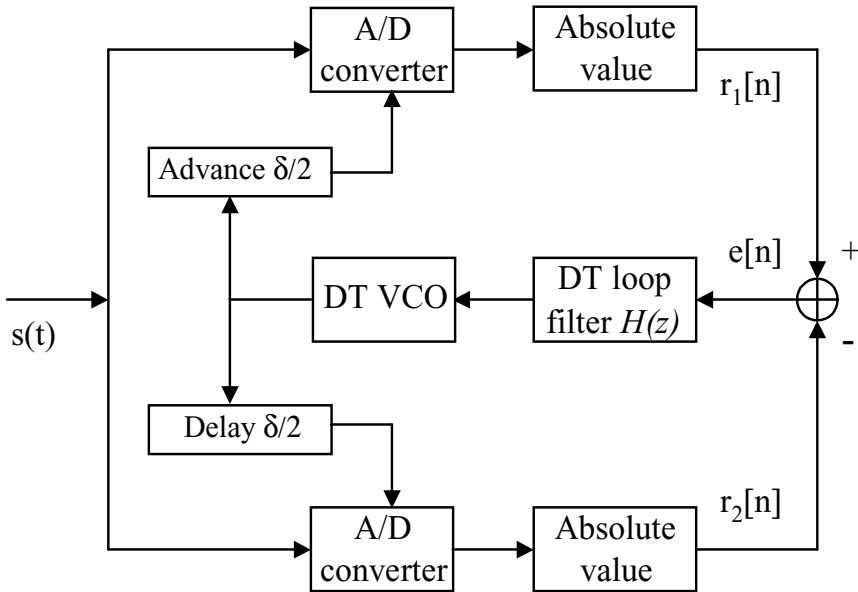 A/D
converter
Absolute
value
r₁[n]
Advance δ/2
e[n]
+
DT VCO
DT loop
filter H(z)
s(t)
-
Delay δ/2
r₂[n]
A/D
converter
Absolute
value